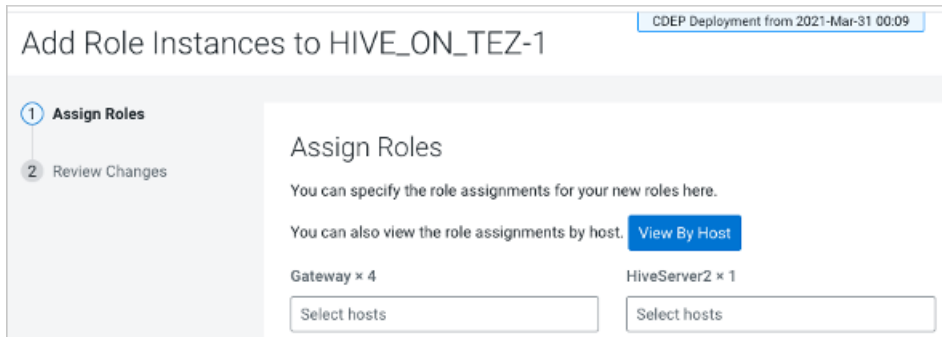 CDEP Deployment from 2021-Mar-31 00:09
Add Role Instances to HIVE_ON_TEZ-1
1 Assign Roles
2 Review Changes
Assign Roles
You can specify the role assignments for your new roles here.
You can also view the role assignments by host. View By Host
Gateway × 4 HiveServer2 × 1
Select hosts Select hosts